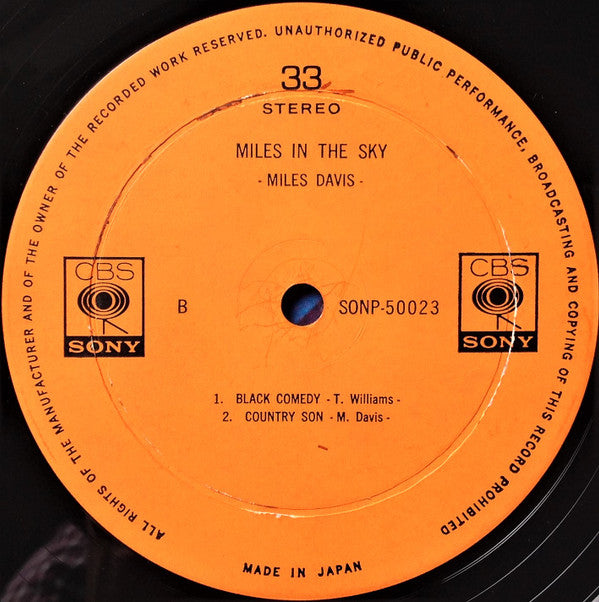 ALL RIGHTS OF THE MANUFACTURER AND OF THE OWNER OF THE RECORDED WORK RESERVED. UNAUTHORIZED PUBLIC PERFORMANCE, BROADCASTING AND COPYING OF THIS RECORD PROHIBITED
33
STEREO
MILES IN THE SKY
- MILES DAVIS -
CBS
SONY
B
SONP-50023
CBS
SONY
1. BLACK COMEDY - T. Williams -
2. COUNTRY SON - M. Davis -
MADE IN JAPAN